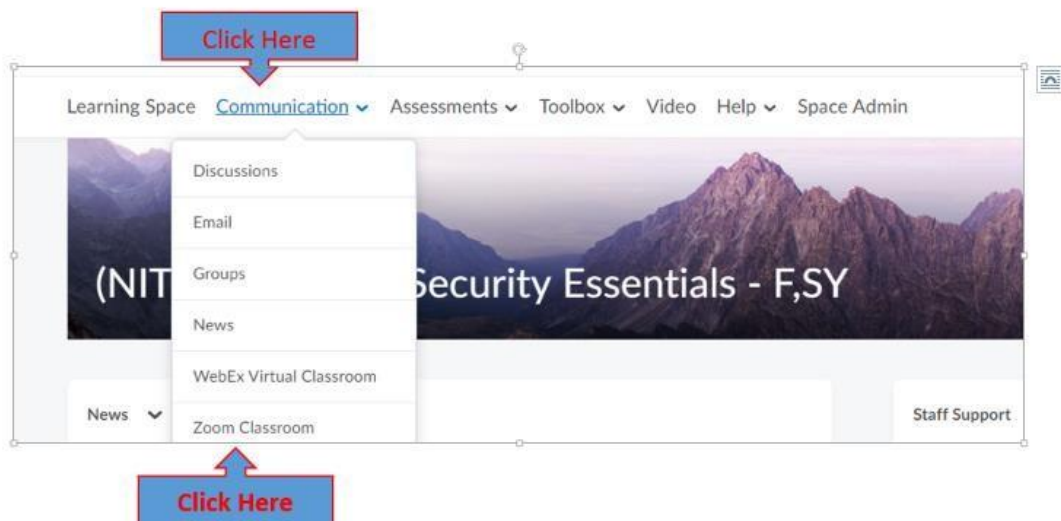 Click Here
Learning Space Communication Assessments Toolbox Video Help Space Admin
Discussions
Email
Groups
(NIT Security Essentials - F,SY
News
WebEx Virtual Classroom
News Staff Support
Zoom Classroom
Click Here